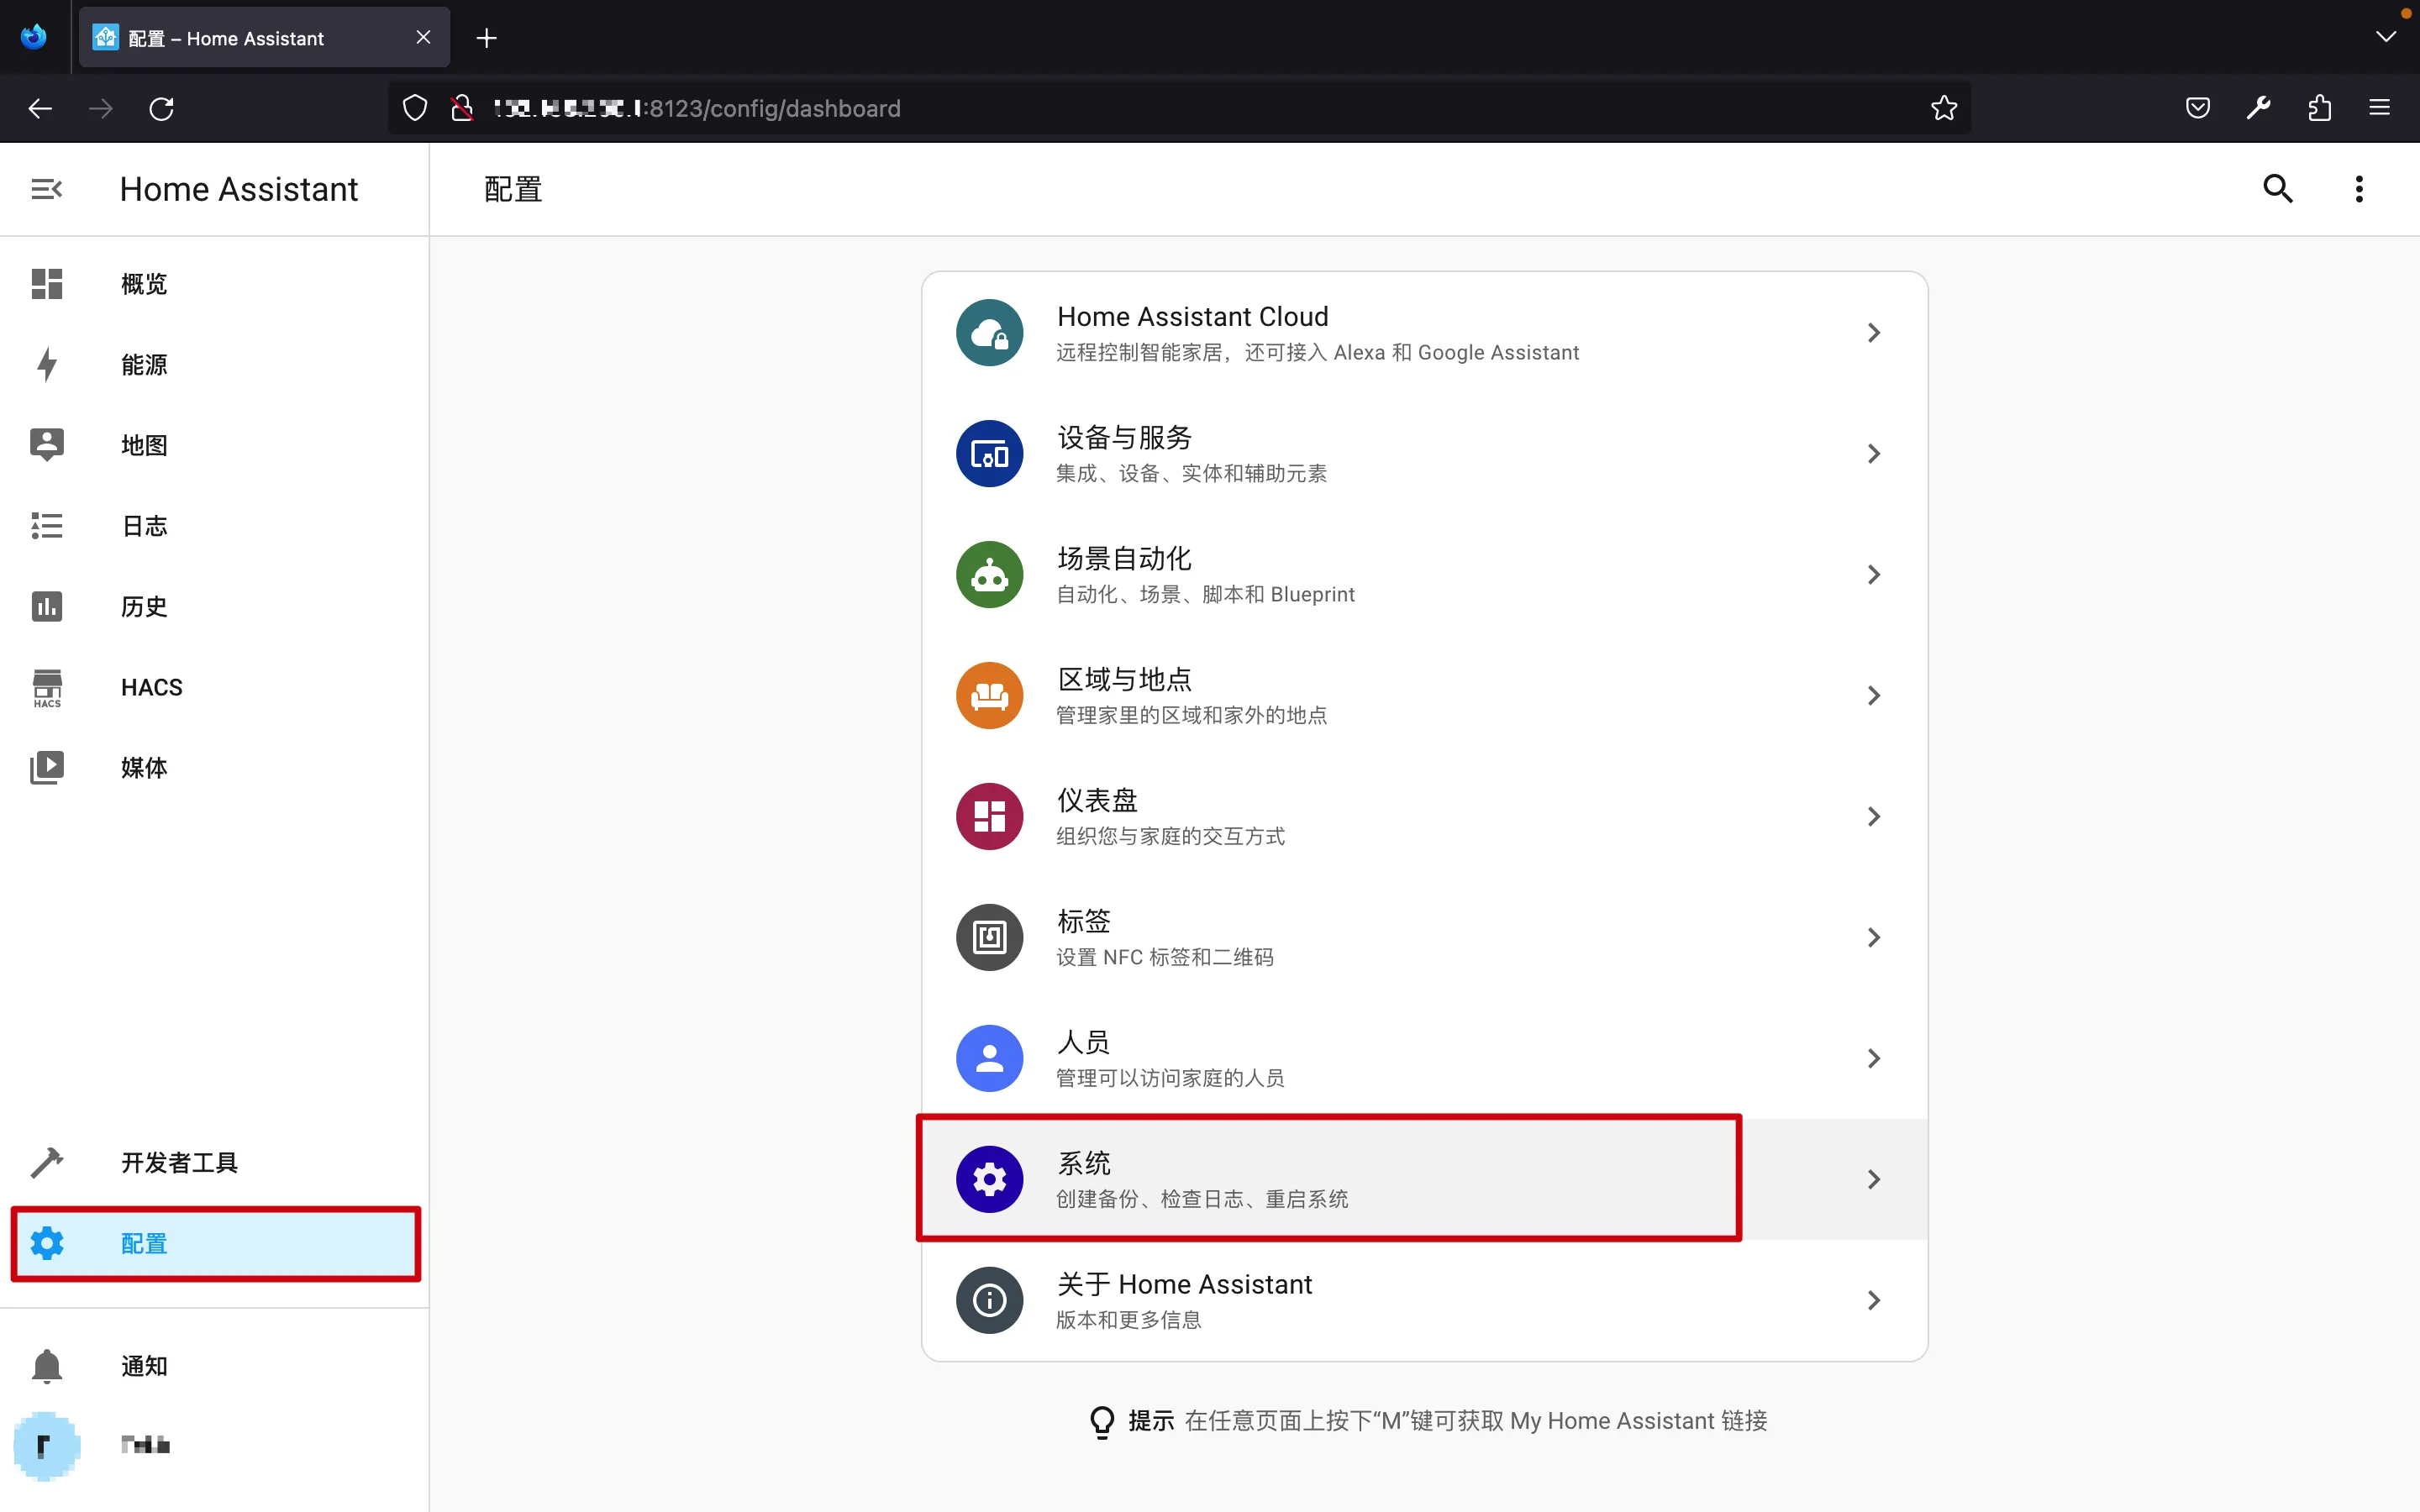 配置 – Home Assistant
:8123/config/dashboard
Home Assistant
配置
概览
能源
地图
日志
历史
HACS
HACS
媒体
开发者工具
配置
通知
r
Home Assistant Cloud
远程控制智能家居，还可接入 Alexa 和 Google Assistant
设备与服务
集成、设备、实体和辅助元素
场景自动化
自动化、场景、脚本和 Blueprint
区域与地点
管理家里的区域和家外的地点
仪表盘
组织您与家庭的交互方式
标签
设置 NFC 标签和二维码
人员
管理可以访问家庭的人员
系统
创建备份、检查日志、重启系统
关于 Home Assistant
版本和更多信息
提示 在任意页面上按下“M”键可获取 My Home Assistant 链接